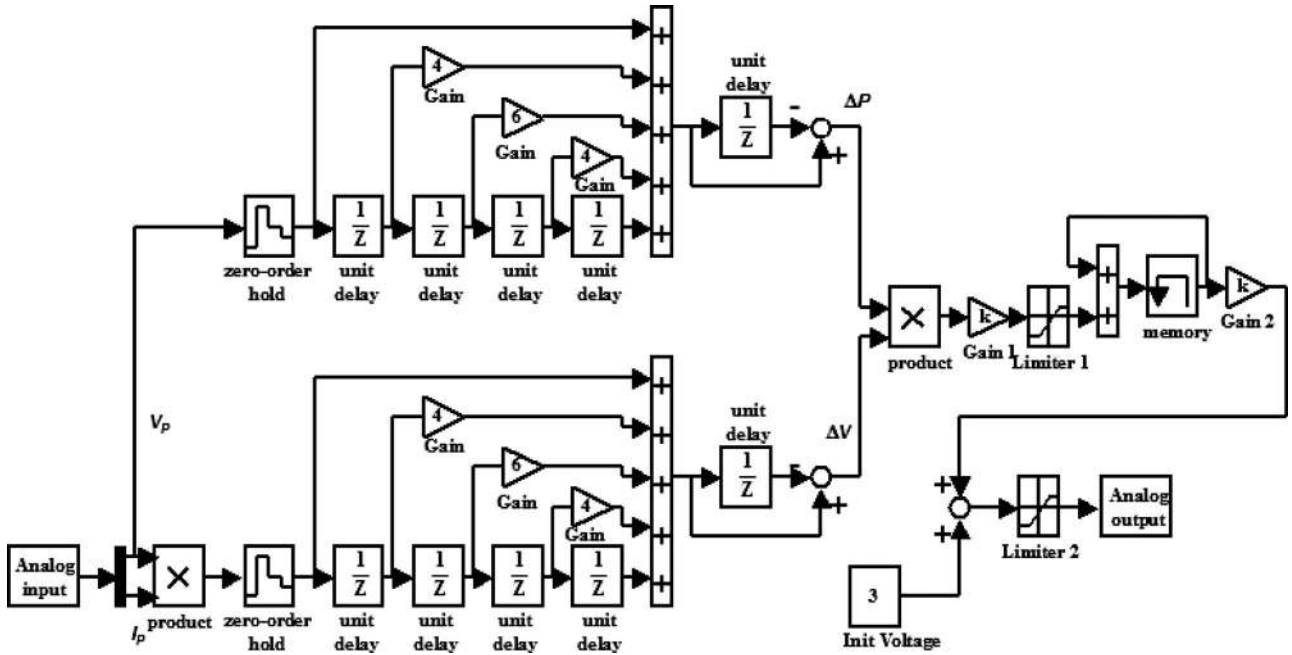 +
4
Gain
+
unit
delay
6
Gain
+
1
Z
-
ΔP
+
4
Gain
+
zero-order
hold
1
Z
unit
delay
1
Z
unit
delay
1
Z
unit
delay
1
Z
unit
delay
+
+
+
memory
k
Gain 2
×
product
k
Gain 1
Limiter 1
Vp
+
4
Gain
+
unit
delay
6
Gain
+
1
Z
-
ΔV
+
4
Gain
+
Analog
input
Ip
×
product
zero-order
hold
1
Z
unit
delay
1
Z
unit
delay
1
Z
unit
delay
1
Z
unit
delay
+
+
+
Limiter 2
Analog
output
3
Init Voltage